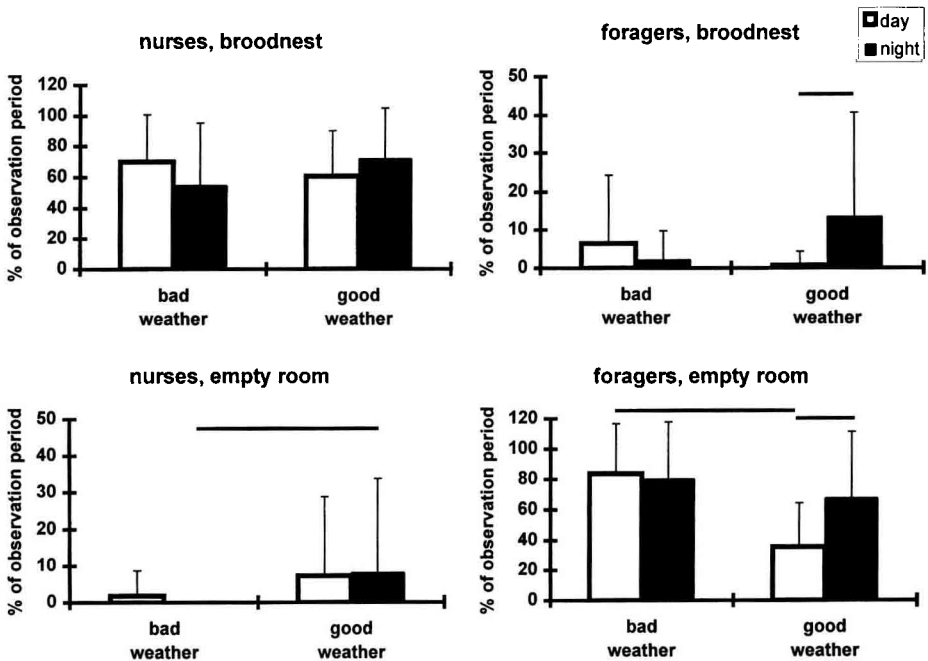 day
night
nurses, broodnest
% of observation period
120
100
80
60
40
20
0
bad
weather
good
weather
foragers, broodnest
% of observation period
50
40
30
20
10
0
bad
weather
good
weather
nurses, empty room
% of observation period
50
40
30
20
10
0
bad
weather
good
weather
foragers, empty room
% of observation period
120
100
80
60
40
20
0
bad
weather
good
weather